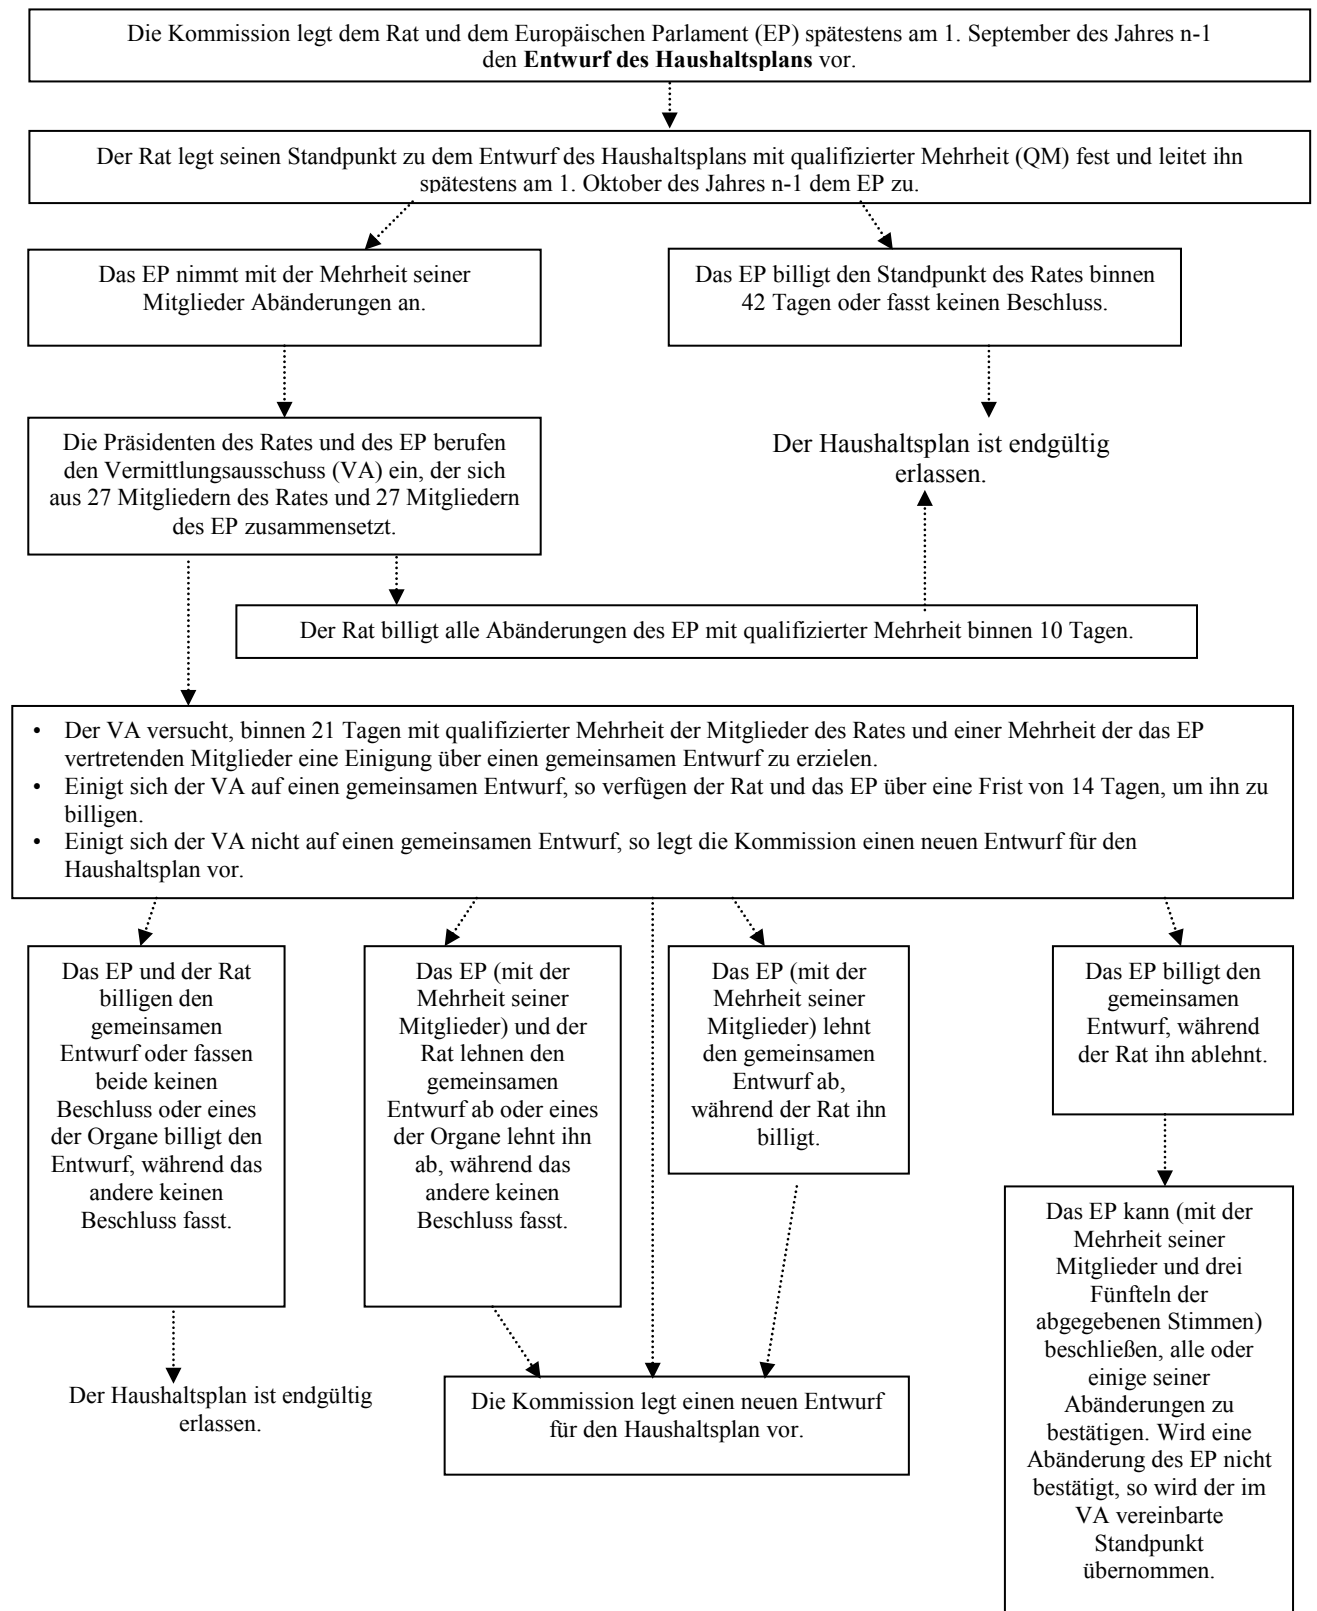 Die Kommission legt dem Rat und dem Europäischen Parlament (EP) spätestens am 1. September des Jahres n-1
den Entwurf des Haushaltsplans vor.
Der Rat legt seinen Standpunkt zu dem Entwurf des Haushaltsplans mit qualifizierter Mehrheit (QM) fest und leitet ihn
spätestens am 1. Oktober des Jahres n-1 dem EP zu.
Das EP nimmt mit der Mehrheit seiner
Mitglieder Abänderungen an.
Das EP billigt den Standpunkt des Rates binnen
42 Tagen oder fasst keinen Beschluss.
Die Präsidenten des Rates und des EP berufen
den Vermittlungsausschuss (VA) ein, der sich
aus 27 Mitgliedern des Rates und 27 Mitgliedern
des EP zusammensetzt.
Der Haushaltsplan ist endgültig
erlassen.
Der Rat billigt alle Abänderungen des EP mit qualifizierter Mehrheit binnen 10 Tagen.
• Der VA versucht, binnen 21 Tagen mit qualifizierter Mehrheit der Mitglieder des Rates und einer Mehrheit der das EP
vertretenden Mitglieder eine Einigung über einen gemeinsamen Entwurf zu erzielen.
• Einigt sich der VA auf einen gemeinsamen Entwurf, so verfügen der Rat und das EP über eine Frist von 14 Tagen, um ihn zu
billigen.
• Einigt sich der VA nicht auf einen gemeinsamen Entwurf, so legt die Kommission einen neuen Entwurf für den
Haushaltsplan vor.
Das EP und der Rat
billigen den
gemeinsamen
Entwurf oder fassen
beide keinen
Beschluss oder eines
der Organe billigt den
Entwurf, während das
andere keinen
Beschluss fasst.
Das EP (mit der
Mehrheit seiner
Mitglieder) und der
Rat lehnen den
gemeinsamen
Entwurf ab oder eines
der Organe lehnt ihn
ab, während das
andere keinen
Beschluss fasst.
Das EP (mit der
Mehrheit seiner
Mitglieder) lehnt
den gemeinsamen
Entwurf ab,
während der Rat ihn
billigt.
Das EP billigt den
gemeinsamen
Entwurf, während
der Rat ihn ablehnt.
Der Haushaltsplan ist endgültig
erlassen.
Die Kommission legt einen neuen Entwurf
für den Haushaltsplan vor.
Das EP kann (mit der
Mehrheit seiner
Mitglieder und drei
Fünfteln der
abgegebenen Stimmen)
beschließen, alle oder
einige seiner
Abänderungen zu
bestätigen. Wird eine
Abänderung des EP nicht
bestätigt, so wird der im
VA vereinbarte
Standpunkt
übernommen.